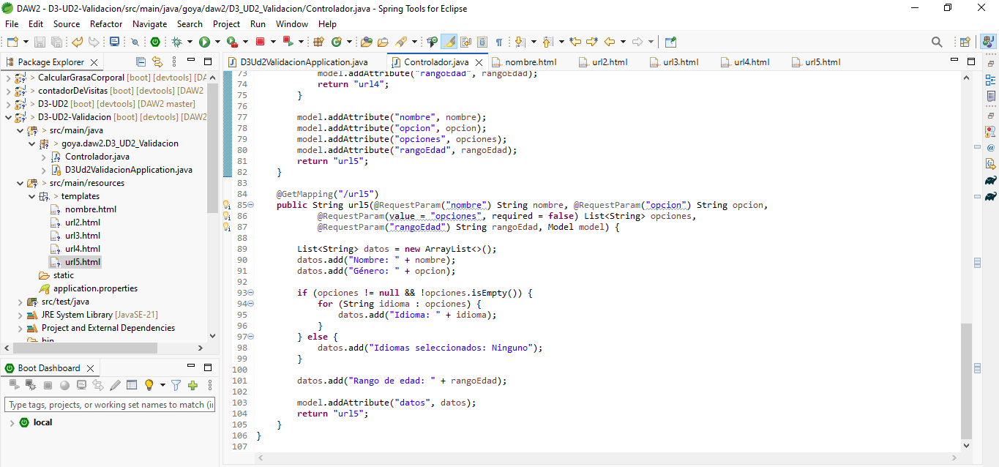 DAW2 - D3-UD2-Validacion/src/main/java/goya/daw2/D3_UD2_Validacion/Controlador.java - Spring Tools for Eclipse
File Edit Source Refactor Navigate Search Project Run Window Help
Package Explorer
> CalcularGrasaCorporal [boot] [devtools] [DA
> contadorDeVisitas [boot] [devtools] [DAW2
> D3-UD2 [boot] [devtools] [DAW2 master]
> D3-UD2-Validacion [boot] [devtools] [DAW2
> src/main/java
> goya.daw2.D3_UD2_Validacion
Controlador.java
D3Ud2ValidacionApplication.java
> src/main/resources
> templates
nombre.html
url2.html
url3.html
url4.html
url5.html
static
application.properties
src/test/java
JRE System Library [JavaSE-21]
Project and External Dependencies
bin
Boot Dashboard
Type tags, projects, or working set names to match (in
local
D3Ud2ValidacionApplication.java Controlador.java nombre.html url2.html url3.html url4.html url5.html
73 model.addAttribute("rangoEdad", rangoEdad);
74 return "url4";
75 }
76
77 model.addAttribute("nombre", nombre);
78 model.addAttribute("opcion", opcion);
79 model.addAttribute("opciones", opciones);
80 model.addAttribute("rangoEdad", rangoEdad);
81 return "url5";
82 }
83
84 @GetMapping("/url5")
85 public String url5(@RequestParam("nombre") String nombre, @RequestParam("opcion") String opcion,
86 @RequestParam(value = "opciones", required = false) List<String> opciones,
87 @RequestParam("rangoEdad") String rangoEdad, Model model) {
88
89 List<String> datos = new ArrayList<>();
90 datos.add("Nombre: " + nombre);
91 datos.add("Género: " + opcion);
92
93 if (opciones != null && !opciones.isEmpty()) {
94 for (String idioma : opciones) {
95 datos.add("Idioma: " + idioma);
96 }
97 } else {
98 datos.add("Idiomas seleccionados: Ninguno");
99 }
100
101 datos.add("Rango de edad: " + rangoEdad);
102
103 model.addAttribute("datos", datos);
104 return "url5";
105 }
106 }
107